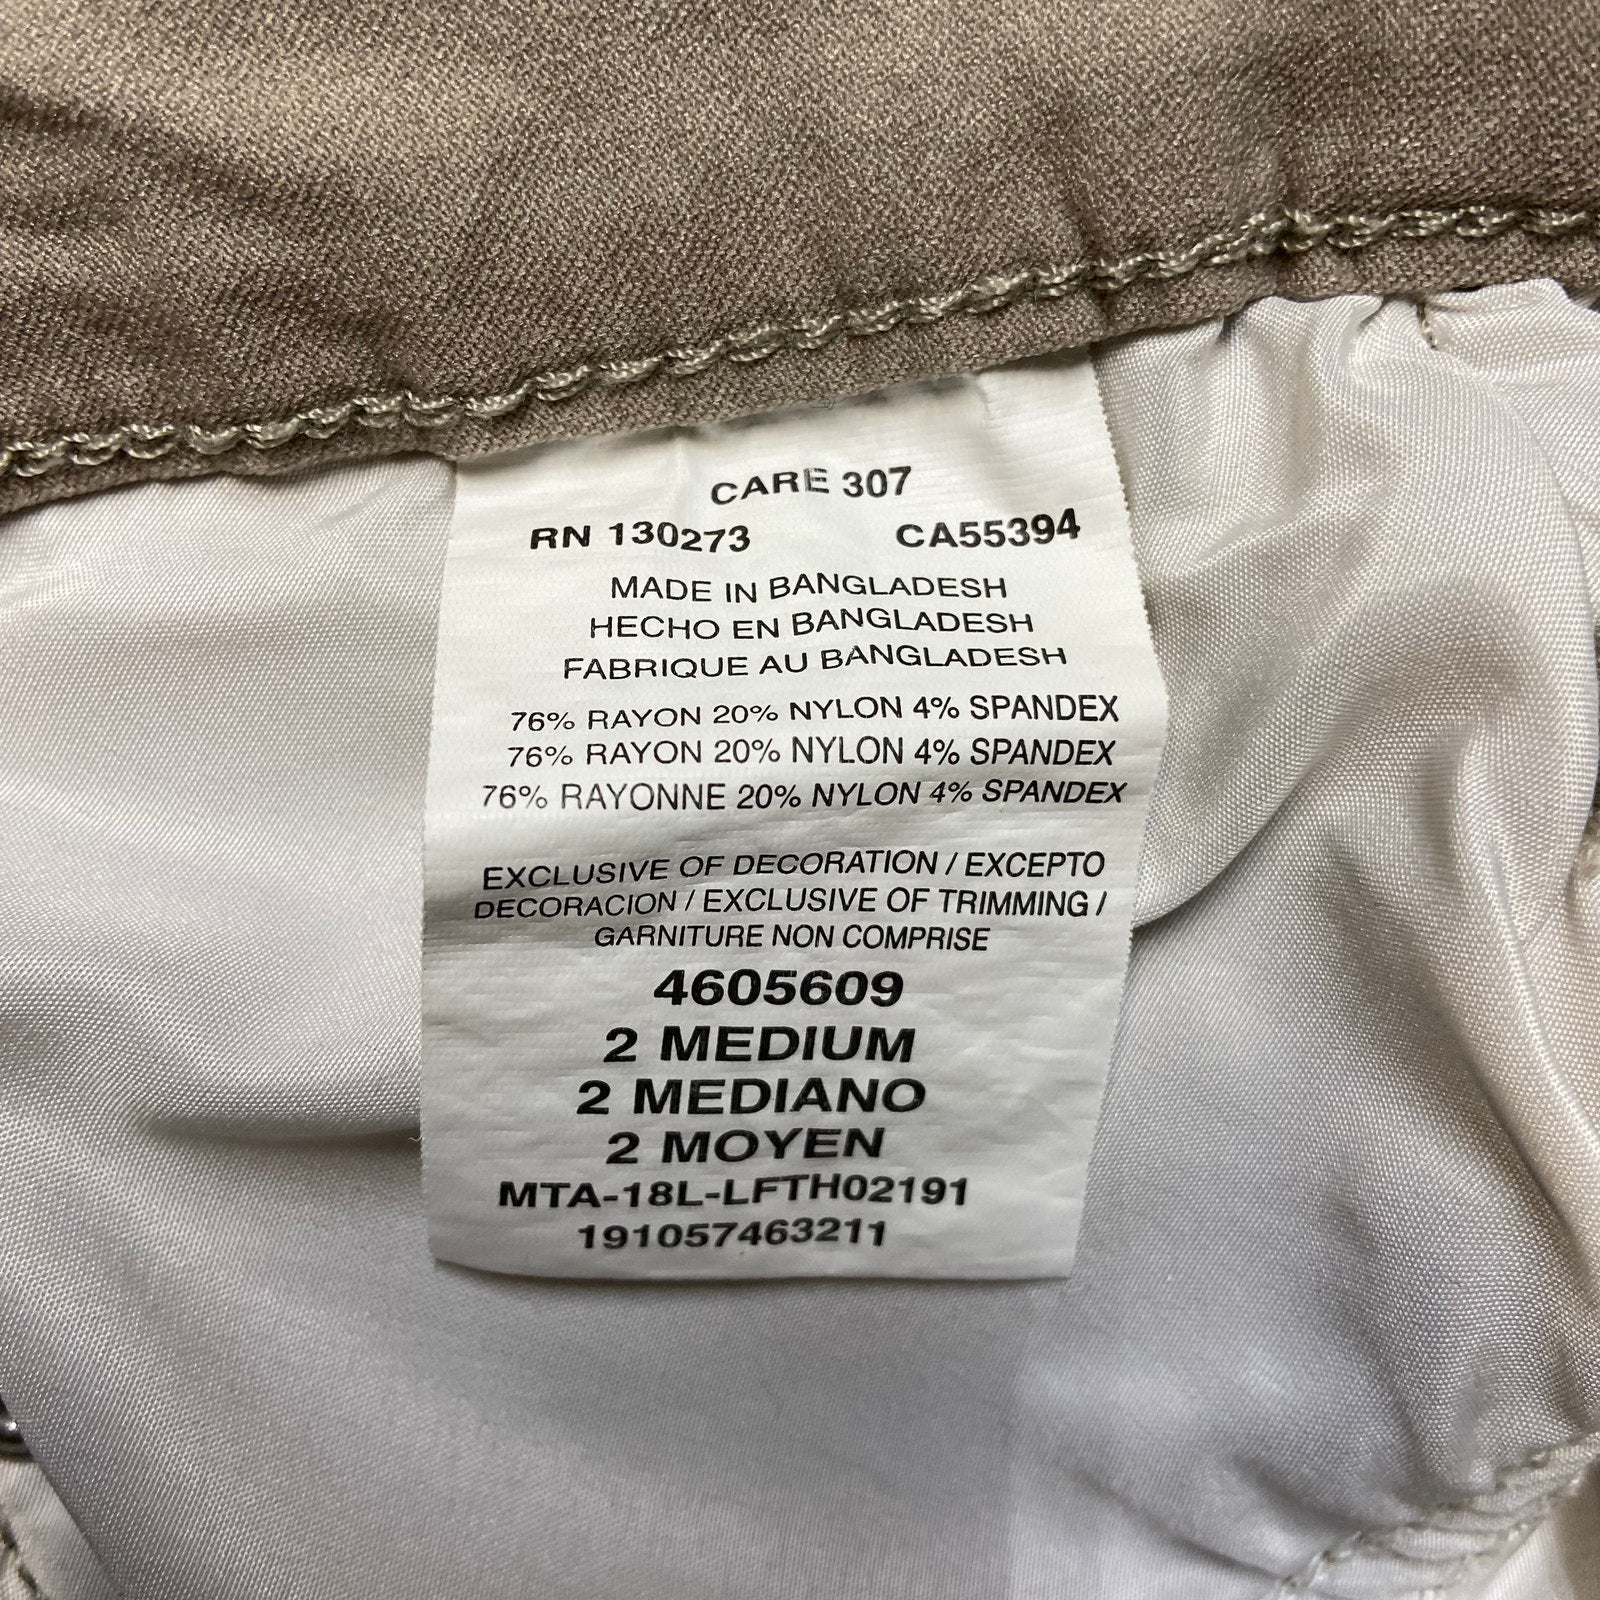 CARE 307
RN 130273 CA55394
MADE IN BANGLADESH
HECHO EN BANGLADESH
FABRIQUE AU BANGLADESH
76% RAYON 20% NYLON 4% SPANDEX
76% RAYON 20% NYLON 4% SPANDEX
76% RAYONNE 20% NYLON 4% SPANDEX
EXCLUSIVE OF DECORATION / EXCEPTO
DECORACION / EXCLUSIVE OF TRIMMING /
GARNITURE NON COMPRISE
4605609
2 MEDIUM
2 MEDIANO
2 MOYEN
MTA-18L-LFTH02191
191057463211